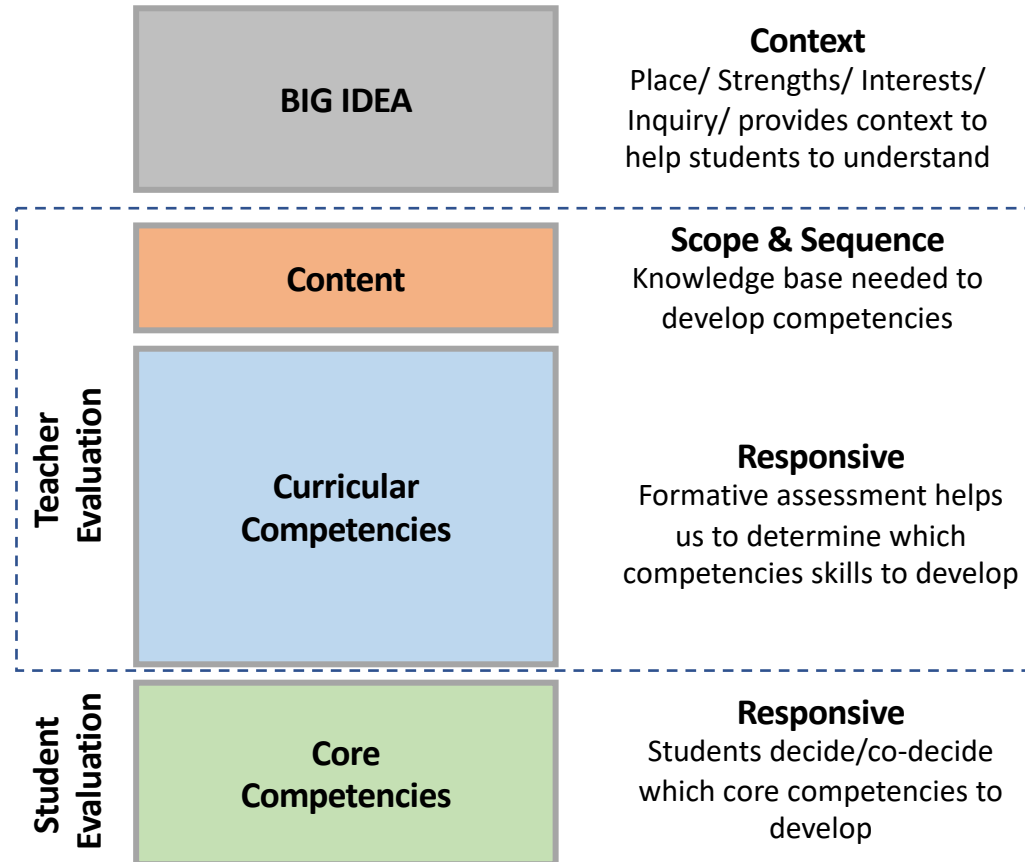 BIG IDEA
Context
Place/ Strengths/ Interests/
Inquiry/ provides context to
help students to understand
Teacher
Evaluation
Content
Scope & Sequence
Knowledge base needed to
develop competencies
Curricular
Competencies
Responsive
Formative assessment helps
us to determine which
competencies skills to develop
Student
Evaluation
Core
Competencies
Responsive
Students decide/co-decide
which core competencies to
develop